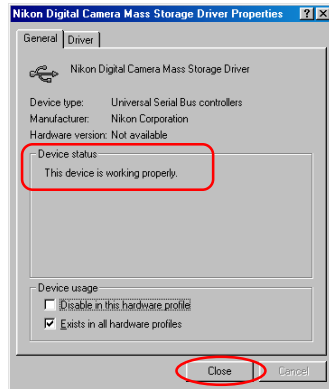 Nikon Digital Camera Mass Storage Driver Properties ? X
General Driver
Nikon Digital Camera Mass Storage Driver
Device type: Universal Serial Bus controllers
Manufacturer: Nikon Corporation
Hardware version: Not available
Device status
This device is working properly.
Device usage
Disable in this hardware profile
Exists in all hardware profiles
Close Cancel